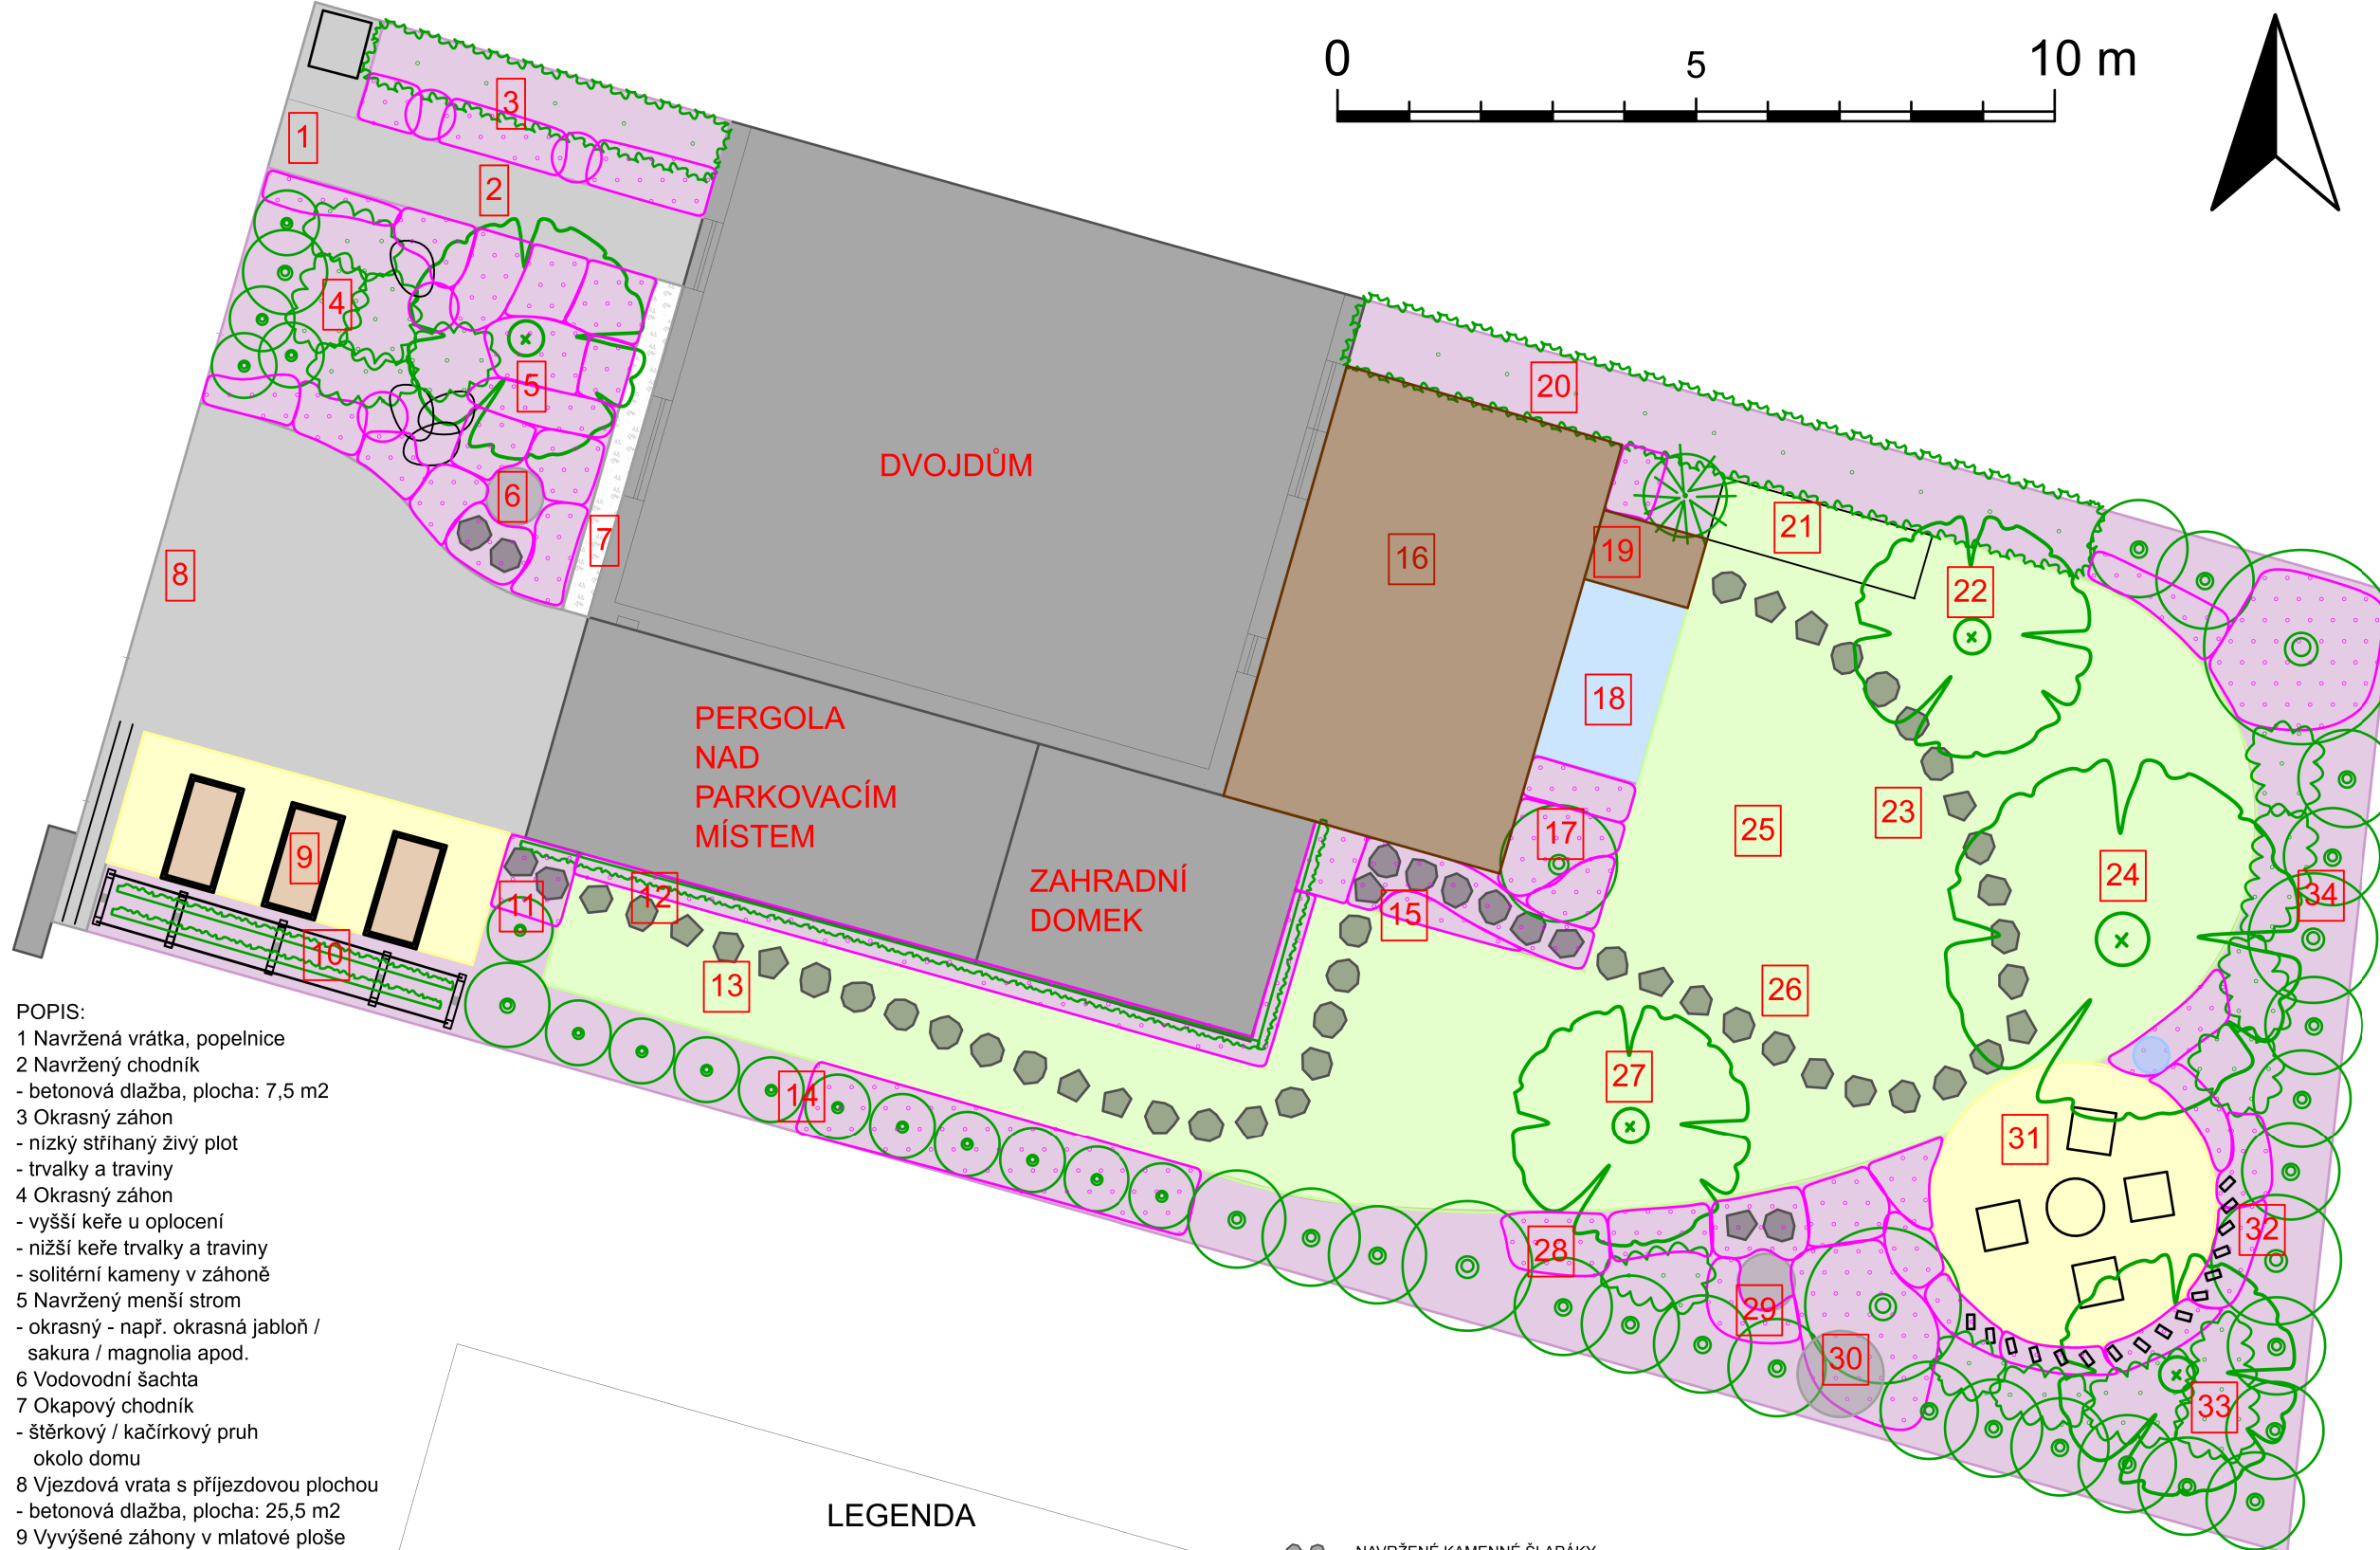 0
5
10 m
3
1
2
4
5
6
7
8
DVOJDŮM
20
16
19
21
22
18
PERGOLA
NAD
PARKOVACÍM
MÍSTEM
ZAHRADNÍ
DOMEK
17
25
23
24
34
9
10
11
12
13
14
15
26
27
28
29
30
31
32
33
POPIS:
1 Navržená vrátka, popelnice
2 Navržený chodník
- betonová dlažba, plocha: 7,5 m2
3 Okrasný záhon
- nízký stříhaný živý plot
- trvalky a traviny
4 Okrasný záhon
- vyšší keře u oplocení
- nižší keře trvalky a traviny
- solitérní kameny v záhoně
5 Navržený menší strom
- okrasný - např. okrasná jabloň /
sakura / magnolia apod.
6 Vodovodní šachta
7 Okapový chodník
- štěrkový / kačírkový pruh
okolo domu
8 Vjezdová vrata s příjezdovou plochou
- betonová dlažba, plocha: 25,5 m2
9 Vyvýšené záhony v mlatové ploše
LEGENDA
NAVRŽENÉ KAMENNÉ ŠLAPÁKY